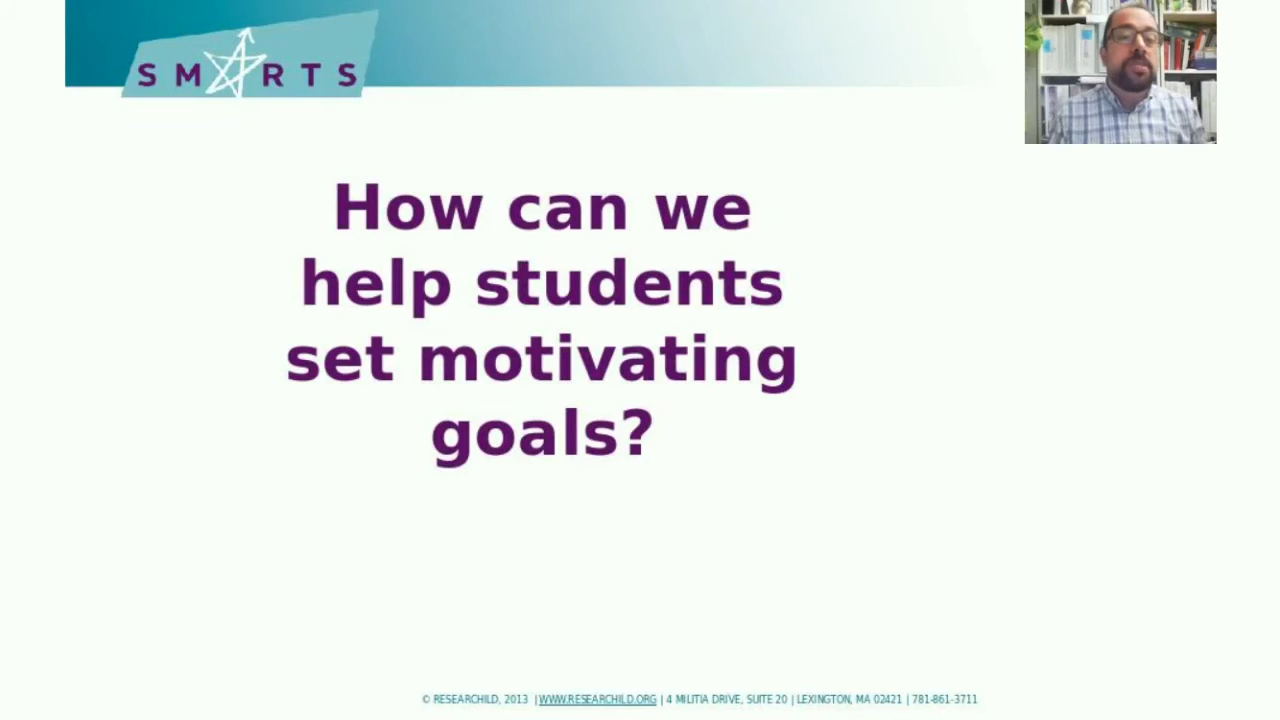 SMARTS
How can we
help students
set motivating
goals?
© RESEARCHILD, 2013 | WWW.RESEARCHILD.ORG | 4 MILITIA DRIVE, SUITE 20 | LEXINGTON, MA 02421 | 781-861-3711